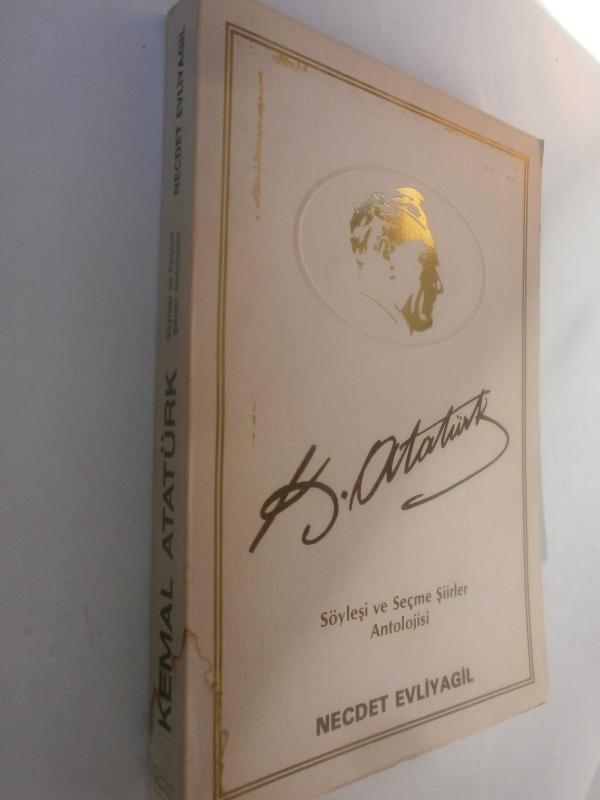 K. Atatürk
Söyleşi ve Seçme Şiirler
Antolojisi
NECDET EVLİYAGİL
KEMAL ATATÜRK
Söyleşi ve Seçme
Şiirler Antolojisi
NECDET EVLİYAGİL